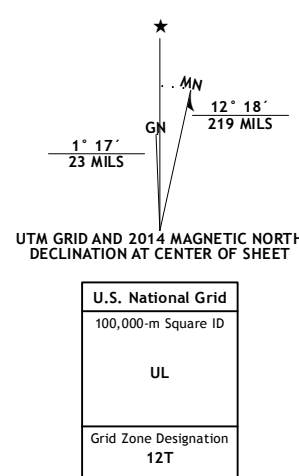 MN
12° 18´
219 MILS
GN
1° 17´
23 MILS
UTM GRID AND 2014 MAGNETIC NORTH
DECLINATION AT CENTER OF SHEET
U.S. National Grid
100,000-m Square ID
UL
Grid Zone Designation
12T